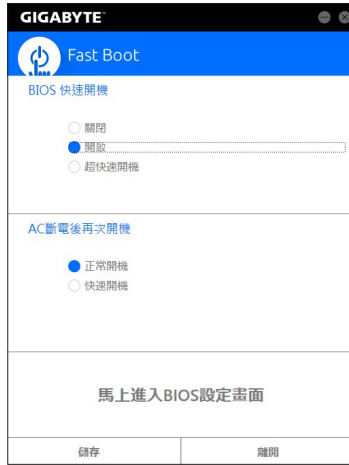 GIGABYTE™
Fast Boot
BIOS 快速開機
關閉
開啟
超快速開機
AC斷電後再次開機
正常開機
快速開機
馬上進入BIOS設定畫面
儲存
離開